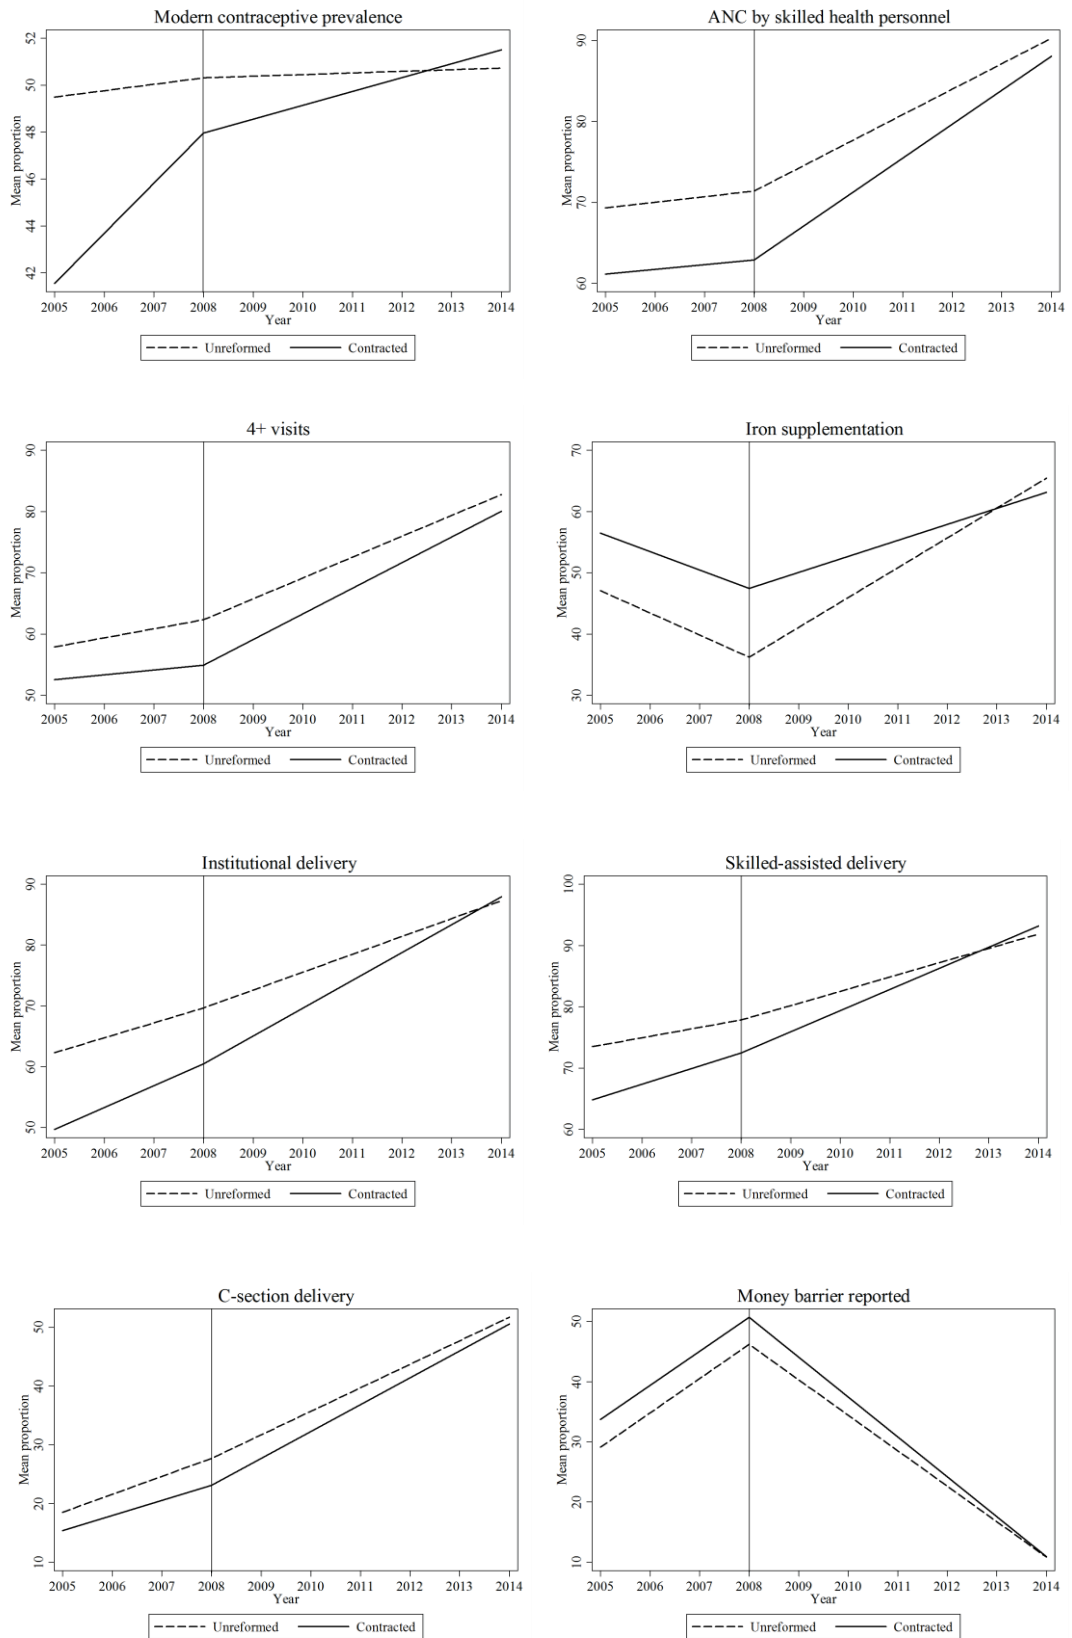 Modern contraceptive prevalence
Mean proportion
52
50
48
46
44
42
2005 2006 2007 2008 2009 2010 2011 2012 2013 2014
Year
Unreformed Contracted
ANC by skilled health personnel
Mean proportion
90
80
70
60
2005 2006 2007 2008 2009 2010 2011 2012 2013 2014
Year
Unreformed Contracted
4+ visits
Mean proportion
90
80
70
60
50
2005 2006 2007 2008 2009 2010 2011 2012 2013 2014
Year
Unreformed Contracted
Iron supplementation
Mean proportion
70
60
50
40
30
2005 2006 2007 2008 2009 2010 2011 2012 2013 2014
Year
Unreformed Contracted
Institutional delivery
Mean proportion
90
80
70
60
50
2005 2006 2007 2008 2009 2010 2011 2012 2013 2014
Year
Unreformed Contracted
Skilled-assisted delivery
Mean proportion
100
90
80
70
60
2005 2006 2007 2008 2009 2010 2011 2012 2013 2014
Year
Unreformed Contracted
C-section delivery
Mean proportion
50
40
30
20
10
2005 2006 2007 2008 2009 2010 2011 2012 2013 2014
Year
Unreformed Contracted
Money barrier reported
Mean proportion
50
40
30
20
10
2005 2006 2007 2008 2009 2010 2011 2012 2013 2014
Year
Unreformed Contracted